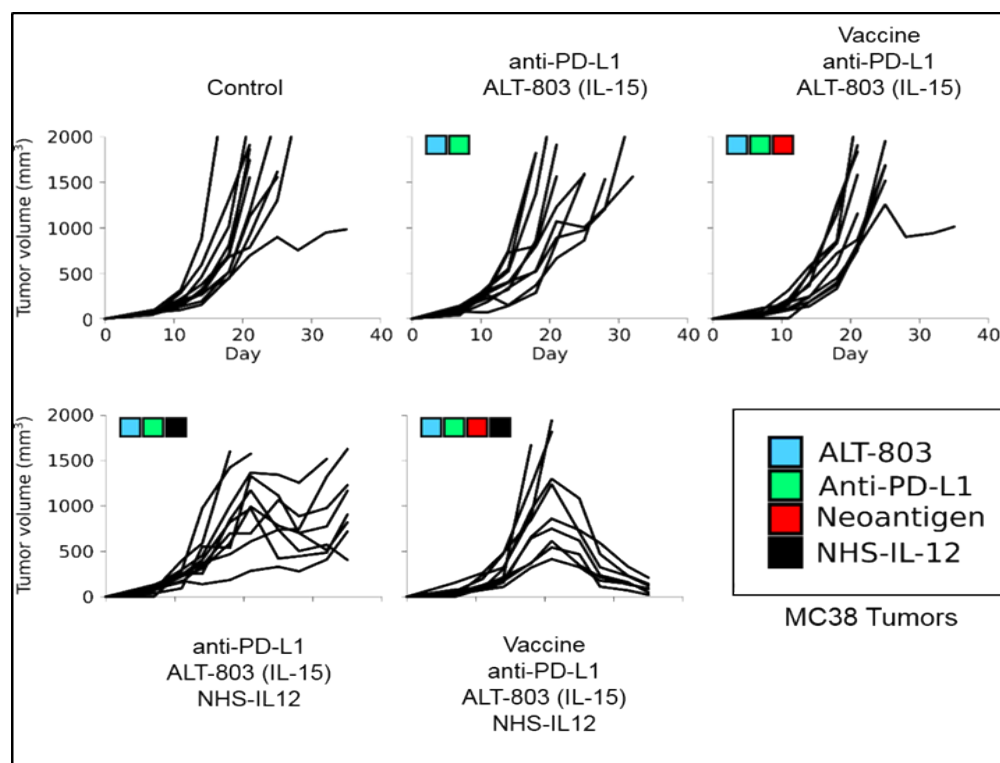 Control
anti-PD-L1
ALT-803 (IL-15)
Vaccine
anti-PD-L1
ALT-803 (IL-15)
Tumor volume (mm³)
2000
1500
1000
500
0
0 10 20 30 40
Day
0 10 20 30 40
Day
0 10 20 30 40
Day
Tumor volume (mm³)
2000
1500
1000
500
0
anti-PD-L1
ALT-803 (IL-15)
NHS-IL12
Vaccine
anti-PD-L1
ALT-803 (IL-15)
NHS-IL12
ALT-803
Anti-PD-L1
Neoantigen
NHS-IL-12
MC38 Tumors